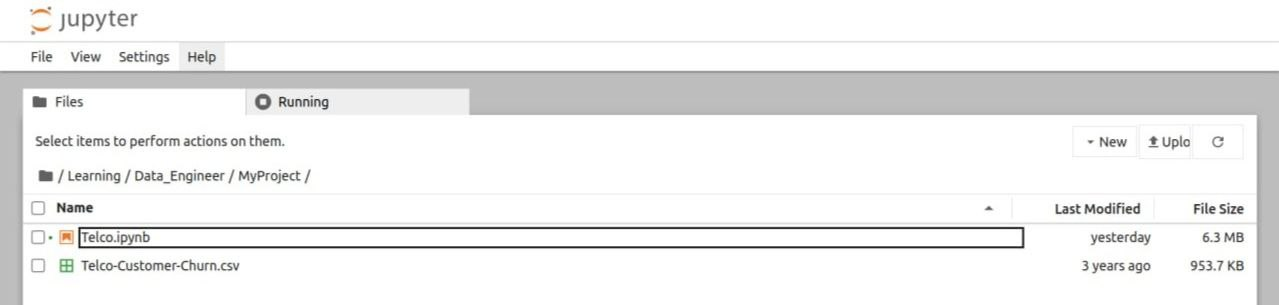 jupyter
File View Settings Help
Files Running
Select items to perform actions on them.
New Uplo
/ Learning / Data_Engineer / MyProject /
Name Last Modified File Size
Telco.ipynb yesterday 6.3 MB
Telco-Customer-Churn.csv 3 years ago 953.7 KB